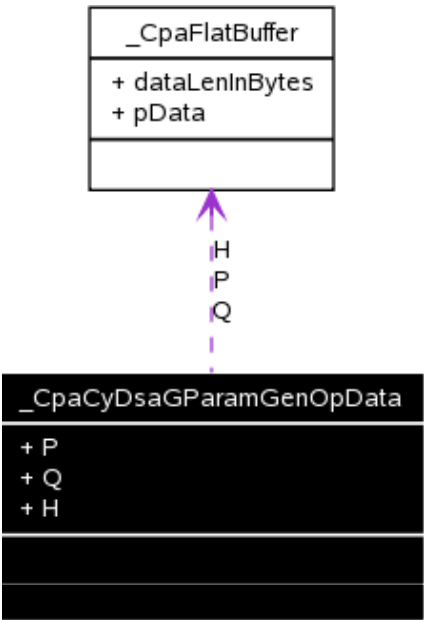 _CpaFlatBuffer
+ dataLenInBytes
+ pData
H
P
Q
_CpaCyDsaGParamGenOpData
+ P
+ Q
+ H